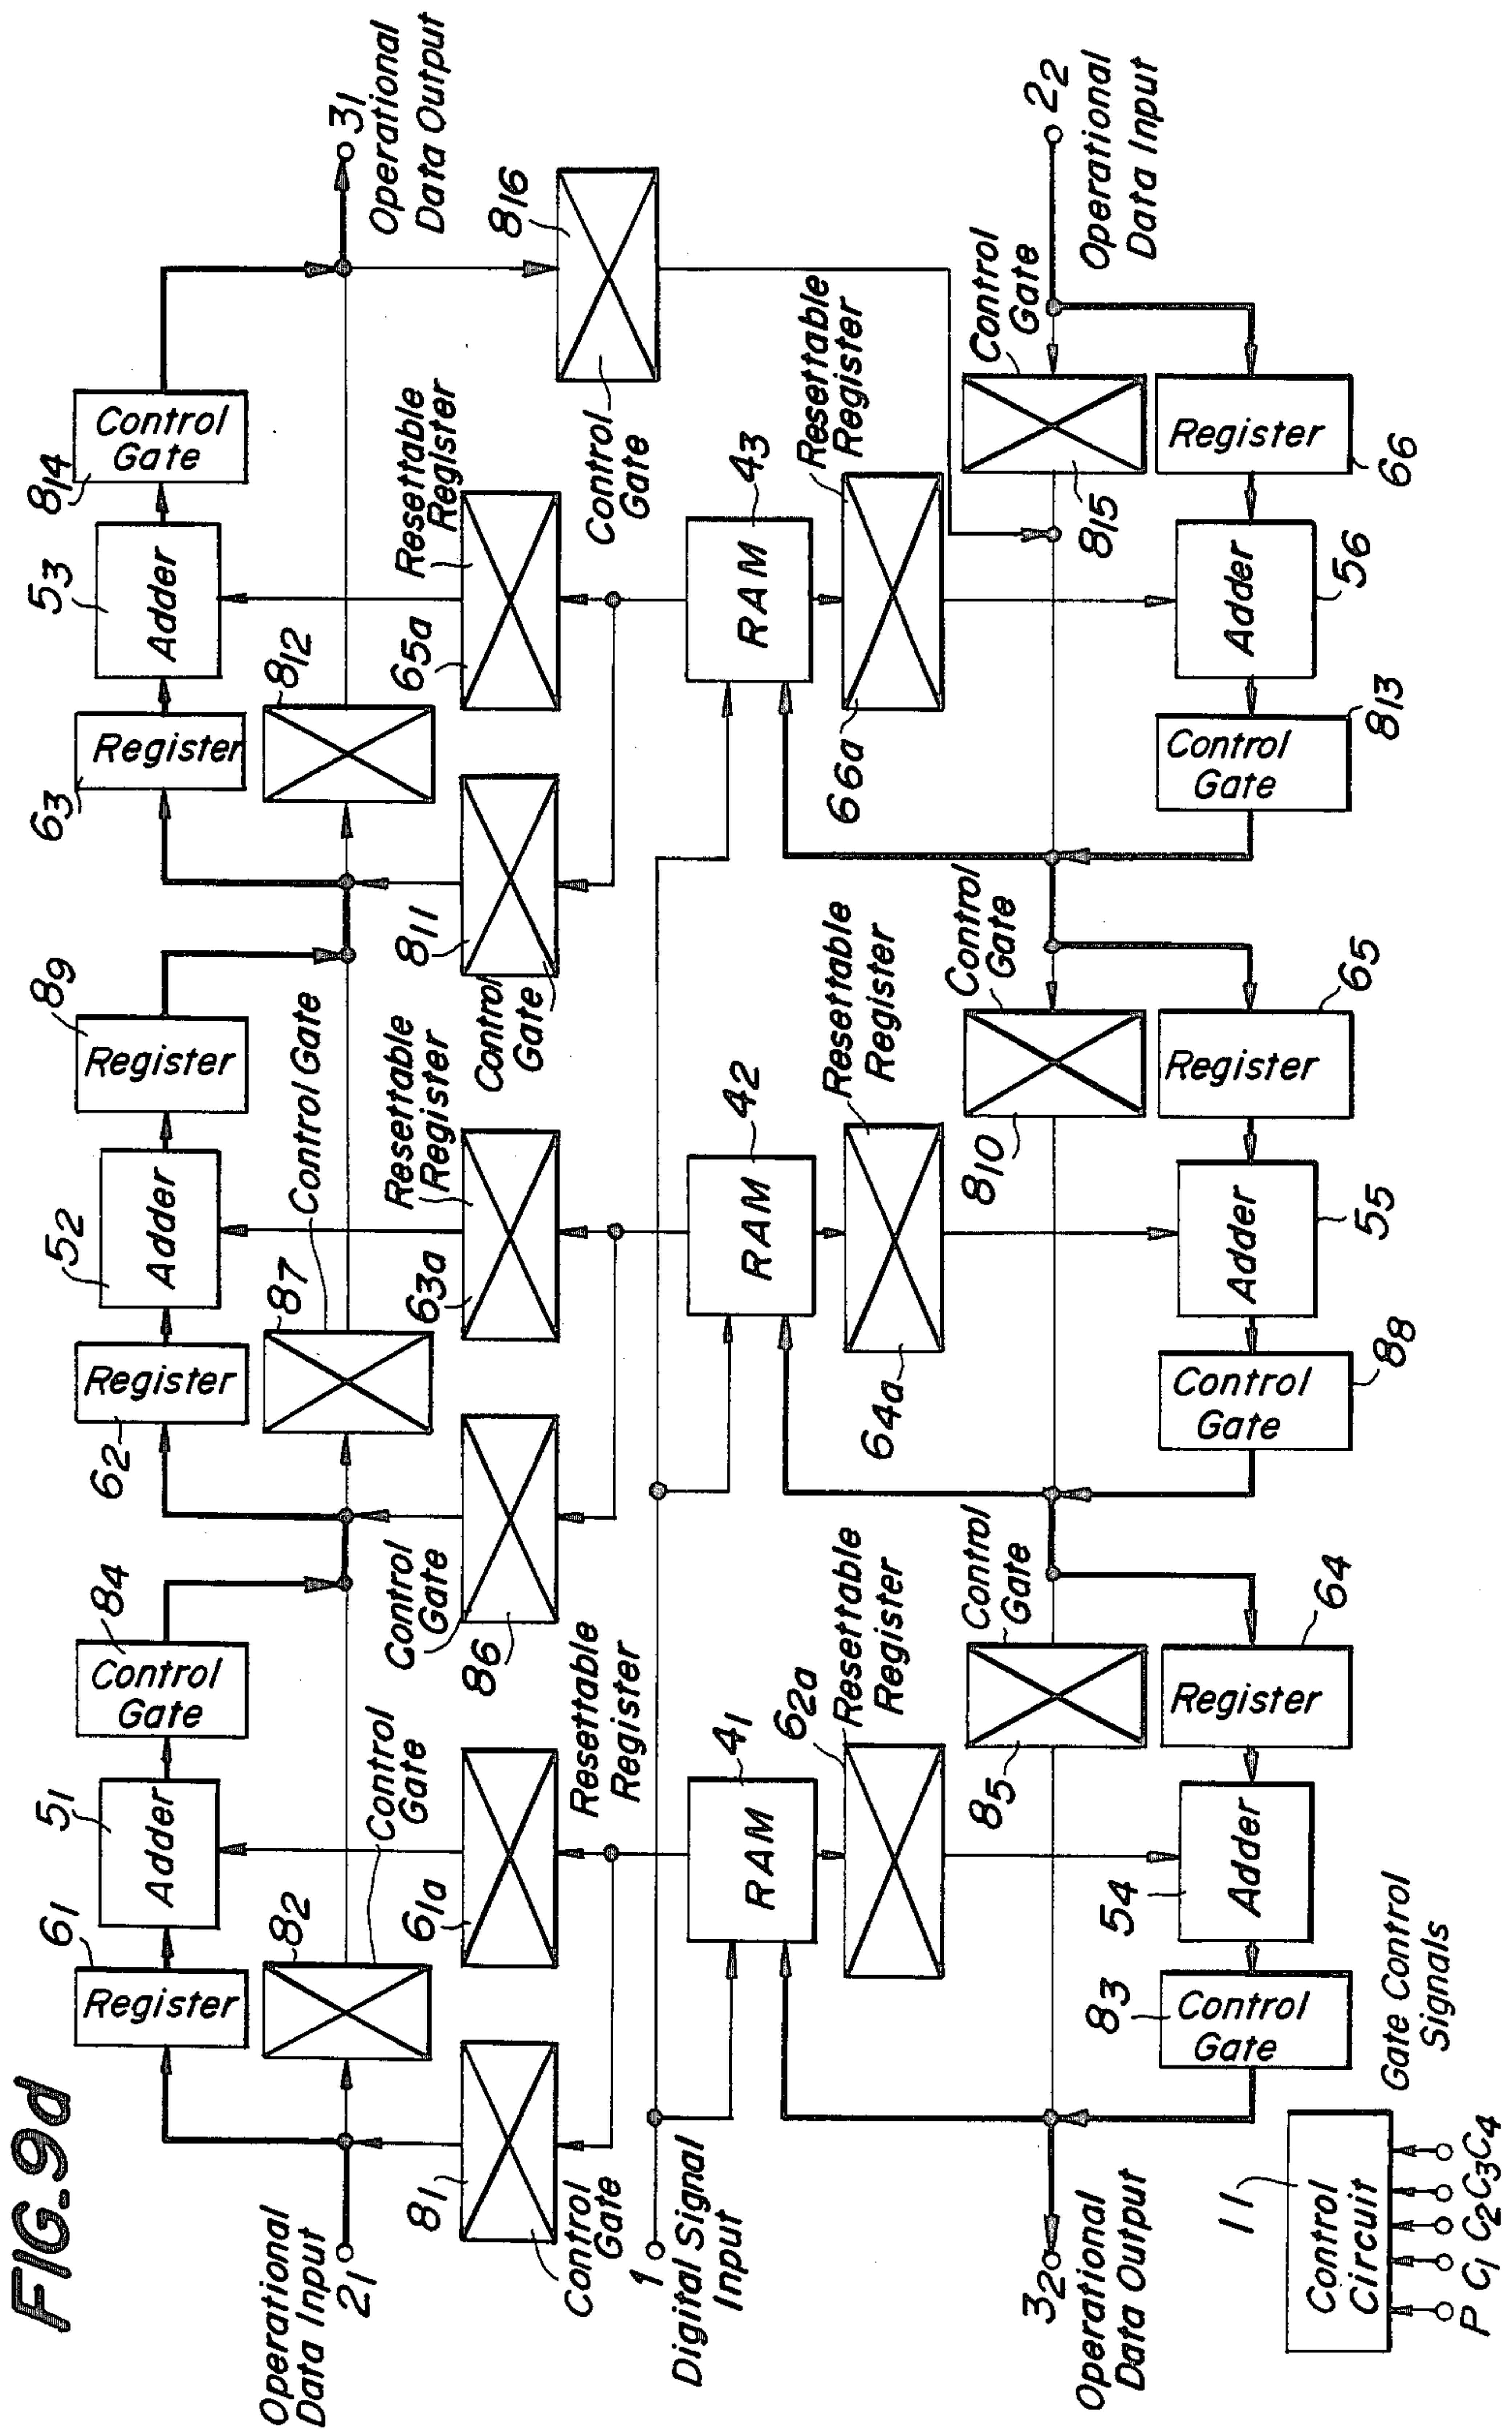 FIG_9d
Operational
Data Input
2₁
6₁
Register
5₁
Adder
8₄
Control
Gate
6₂
Register
5₂
Adder
8₉
Register
6₃
Register
5₃
Adder
8₁₄
Control
Gate
3₁
Operational
Data Output
8₂
Control
Gate
8₇
Control Gate
8₁₂
8₁
Control
Gate
6₁a
Resettable
Register
Control
Gate
8₆
6₃a
Resettable
Register
8₁₁
Control
Gate
6₅a
Resettable
Register
8₁₆
Control
Gate
1
Digital Signal
Input
4₁
RAM
4₂
RAM
4₃
RAM
6₂a
Resettable
Register
6₄a
Resettable
Register
6₆a
Resettable
Register
3₂
Operational
Data Output
8₅
Control
Gate
8₁₀
Control
Gate
8₁₅
Control
Gate
2₂
Operational
Data Input
8₃
Control
Gate
5₄
Adder
Register
6₄
Control
Gate
8₈
Adder
5₅
Register
6₅
Control
Gate
8₁₃
Adder
5₆
Register
6₆
11
Control
Circuit
Gate Control
Signals
P C₁ C₂ C₃ C₄